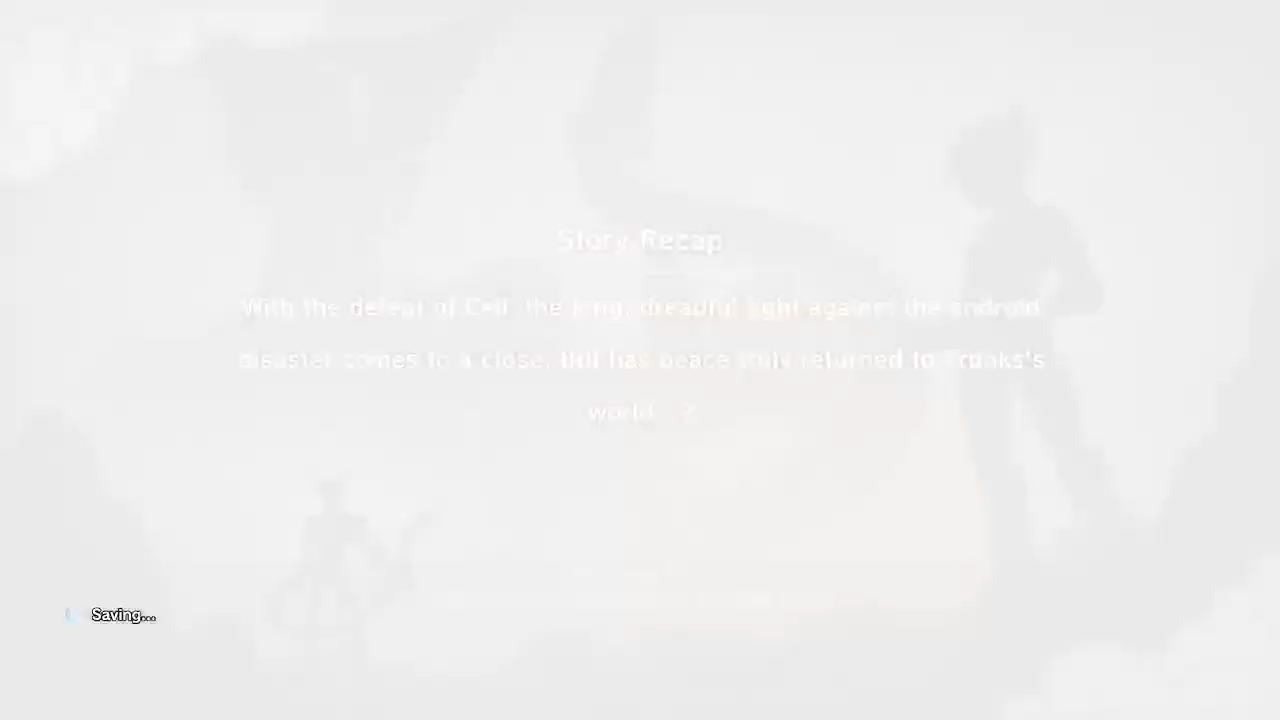 Story Recap
With the defeat of Cell, the long, dreadful fight against the android
disaster comes to a close. But has peace truly returned to Trunks's
world...?
Saving...